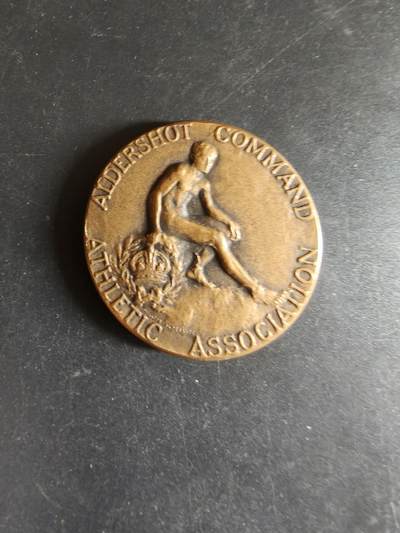 ALDERSHOT COMMAND
ATHLETIC ASSOCIATION